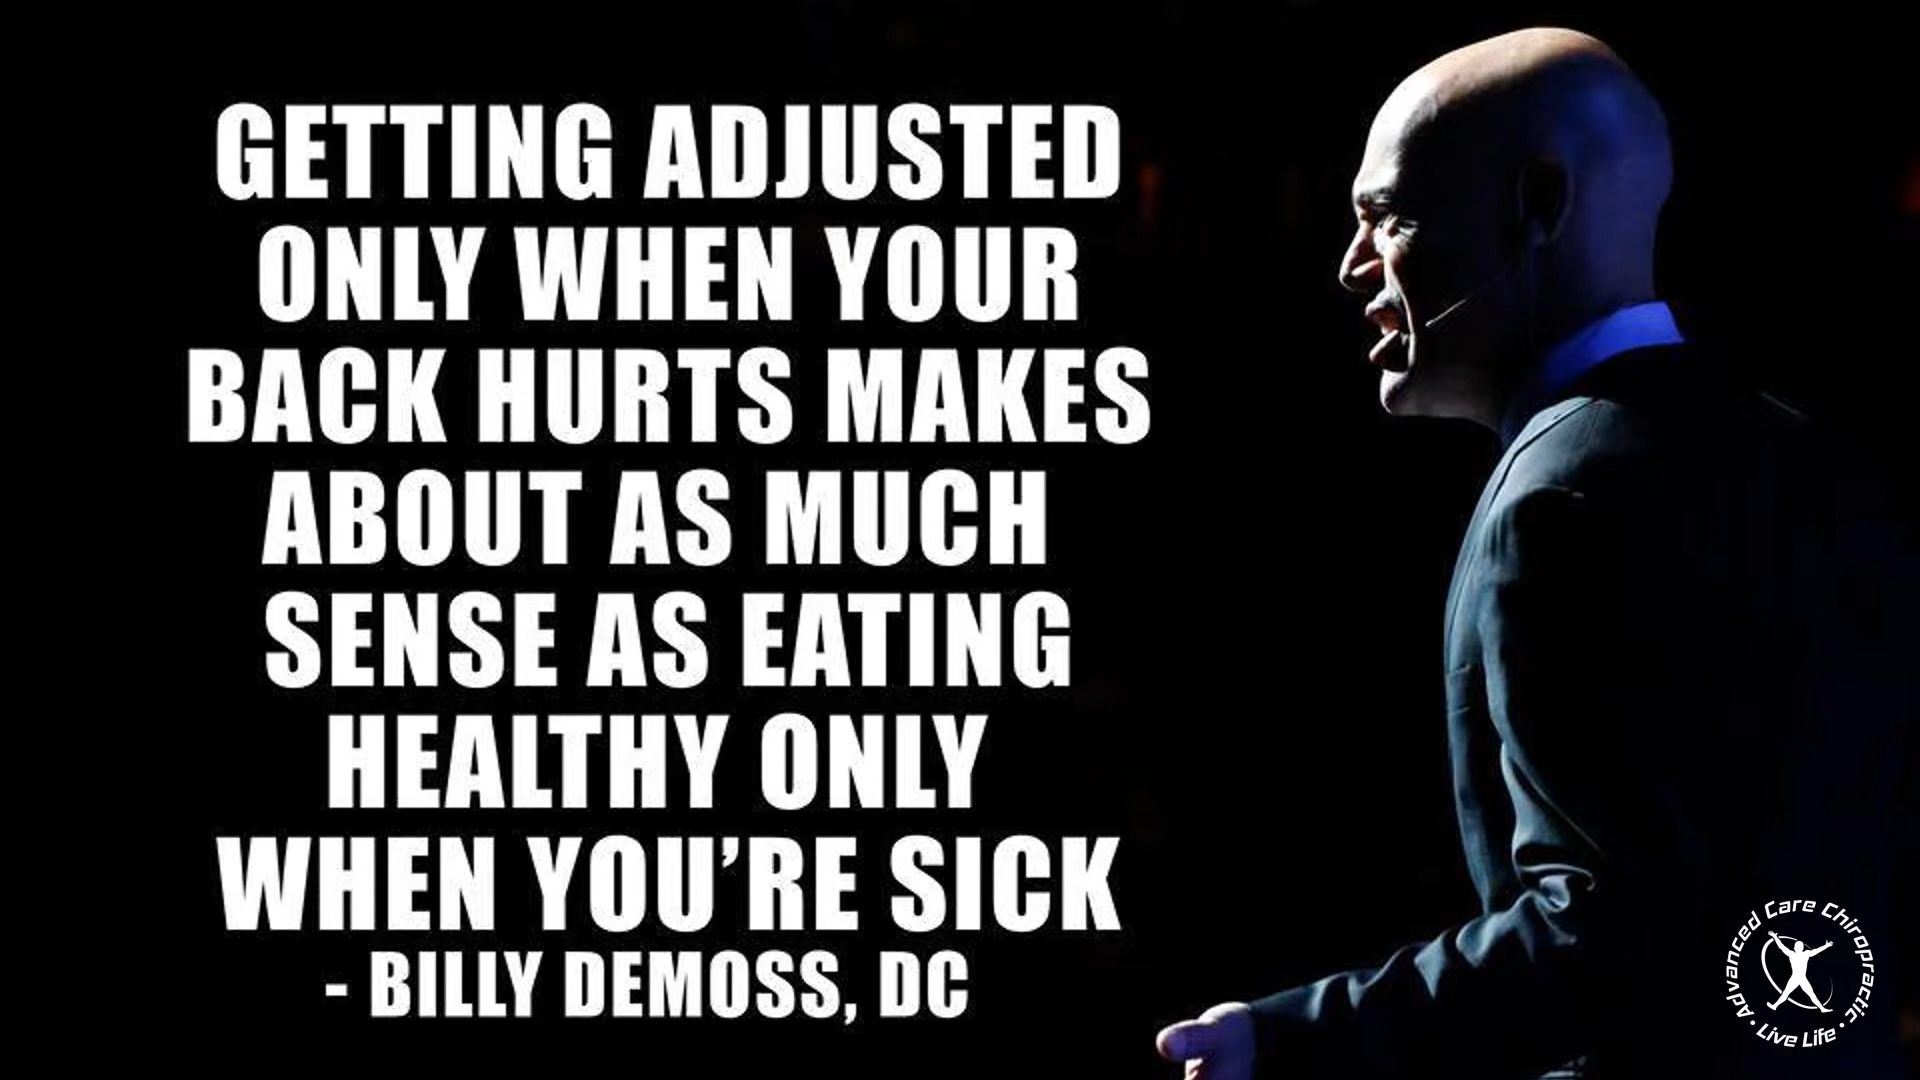 GETTING ADJUSTED
ONLY WHEN YOUR
BACK HURTS MAKES
ABOUT AS MUCH
SENSE AS EATING
HEALTHY ONLY
WHEN YOU’RE SICK
- BILLY DEMOSS, DC
Advanced Care Chiropractic
• Live Life •